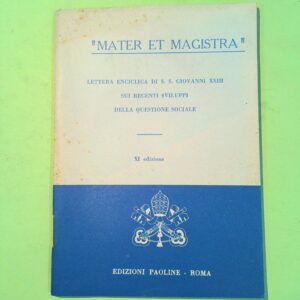 "MATER ET MAGISTRA"
LETTERA ENCICLICA DI S. S. GIOVANNI XXIII
SUI RECENTI SVILUPPI
DELLA QUESTIONE SOCIALE
XI edizione
EDIZIONI PAOLINE - ROMA